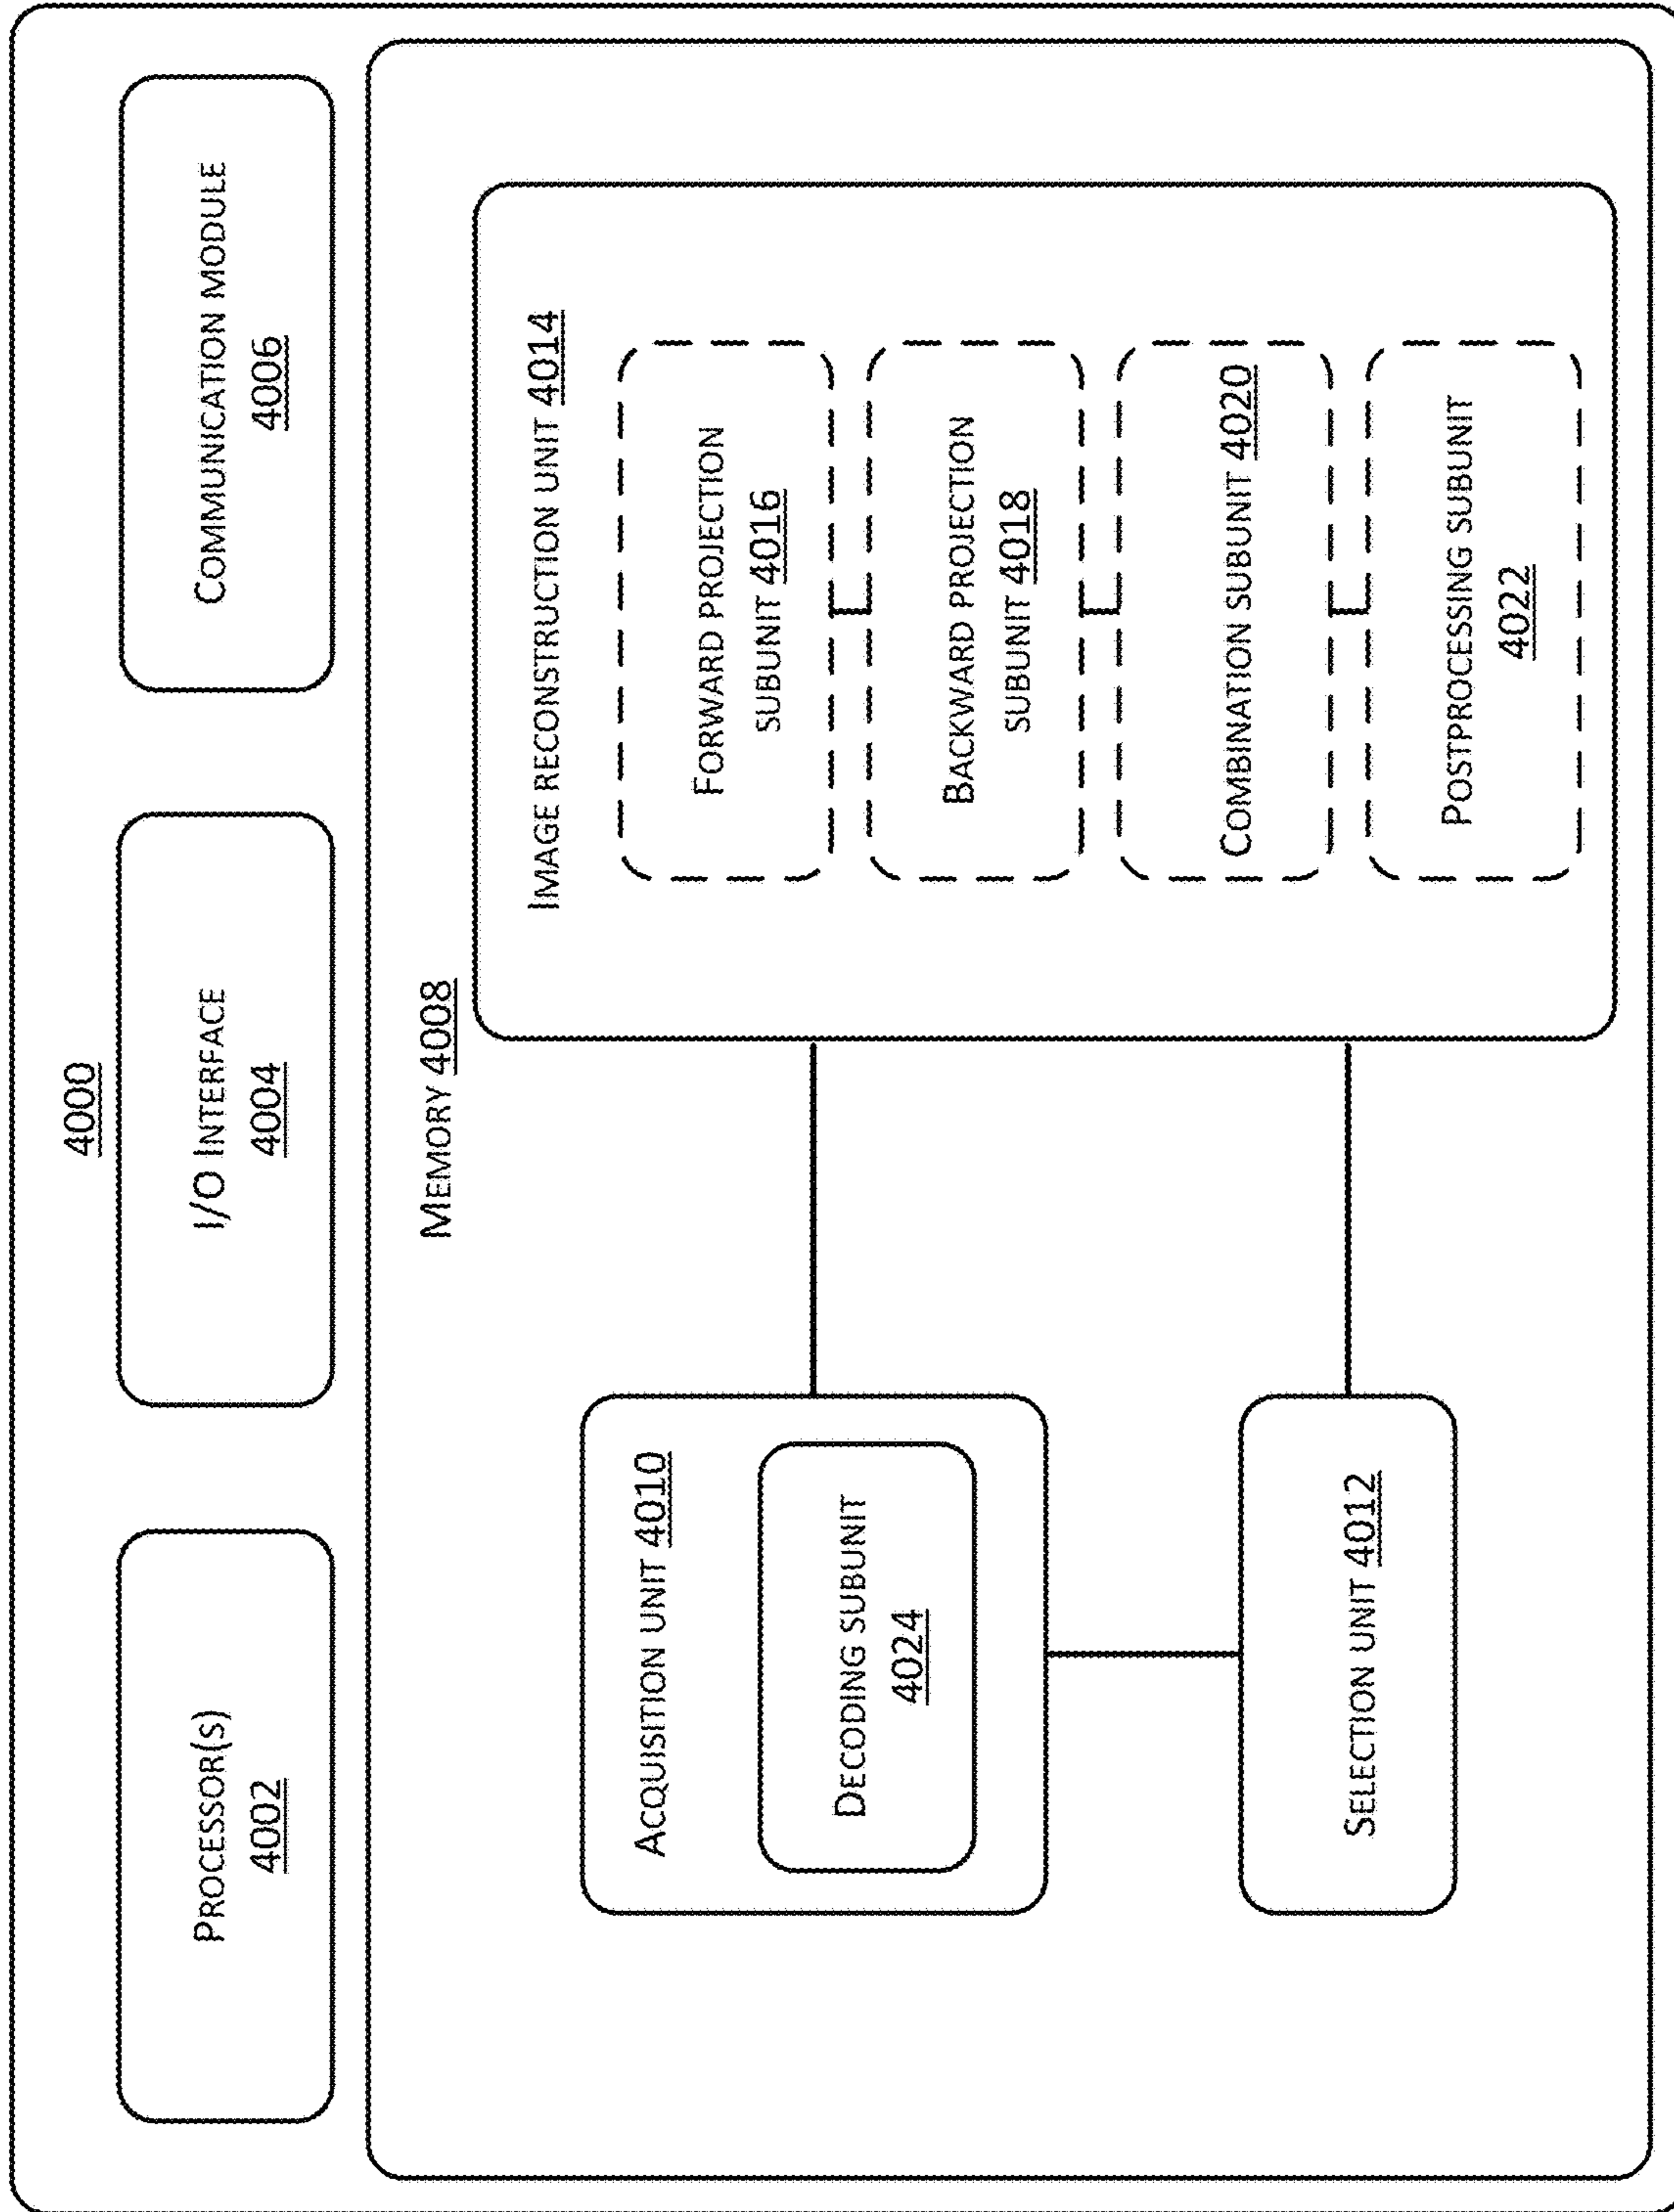 4000
PROCESSOR(S)
4002
I/O INTERFACE
4004
COMMUNICATION MODULE
4006
MEMORY 4008
ACQUISITION UNIT 4010
DECODING SUBUNIT
4024
SELECTION UNIT 4012
IMAGE RECONSTRUCTION UNIT 4014
FORWARD PROJECTION
SUBUNIT 4016
BACKWARD PROJECTION
SUBUNIT 4018
COMBINATION SUBUNIT 4020
POSTPROCESSING SUBUNIT
4022